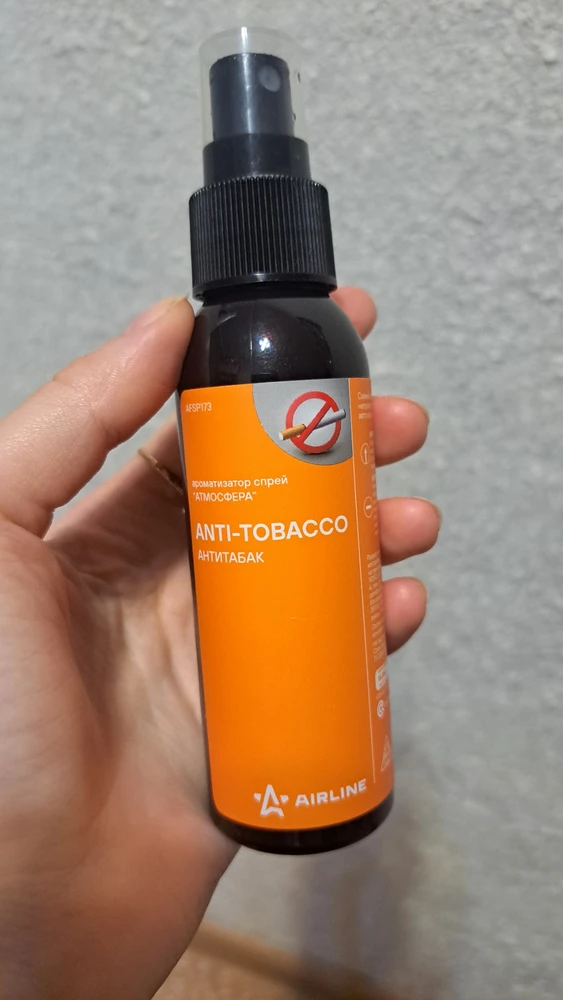 AFSP173
ароматизатор спрей
"АТМОСФЕРА"
ANTI-TOBACCO
АНТИТАБАК
AIRLINE